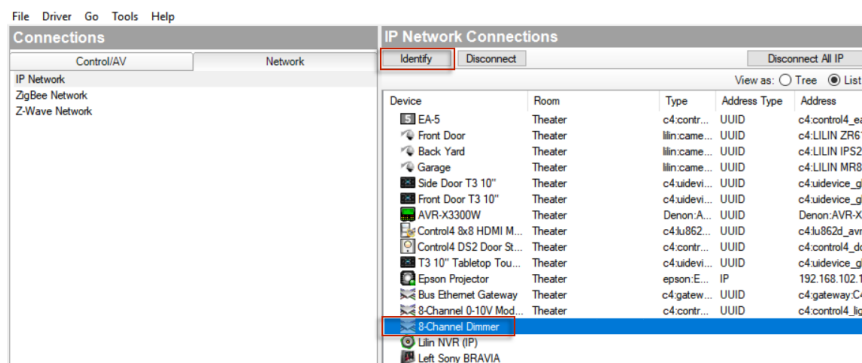 File Driver Go Tools Help
Connections
Control/AV Network
IP Network
ZigBee Network
Z-Wave Network
IP Network Connections
Identify Disconnect Disconnect All IP
View as: Tree List
Device Room Type Address Type Address
EA-5 Theater c4:contr... UUID c4:control4_ea
Front Door Theater lilin:came... UUID c4:LILIN ZR6
Back Yard Theater lilin:came... UUID c4:LILIN IPS2
Garage Theater lilin:came... UUID c4:LILIN MR8
Side Door T3 10" Theater c4:uidevi... UUID c4:uidevice_g
Front Door T3 10" Theater c4:uidevi... UUID c4:uidevice_g
AVR-X3300W Theater Denon:A... UUID Denon:AVR-X
Control4 8x8 HDMI M... Theater c4:lu862... UUID c4:lu862d_avr
Control4 DS2 Door St... Theater c4:contr... UUID c4:control4_do
T3 10" Tabletop Tou... Theater c4:uidevi... UUID c4:uidevice_g
Epson Projector Theater epson:E... IP 192.168.102.1
Bus Ethernet Gateway Theater c4:gatew... UUID c4:gateway:C4
8-Channel 0-10V Mod... Theater c4:contr... UUID c4:control4_lig
8-Channel Dimmer
Lilin NVR (IP)
Left Sony BRAVIA